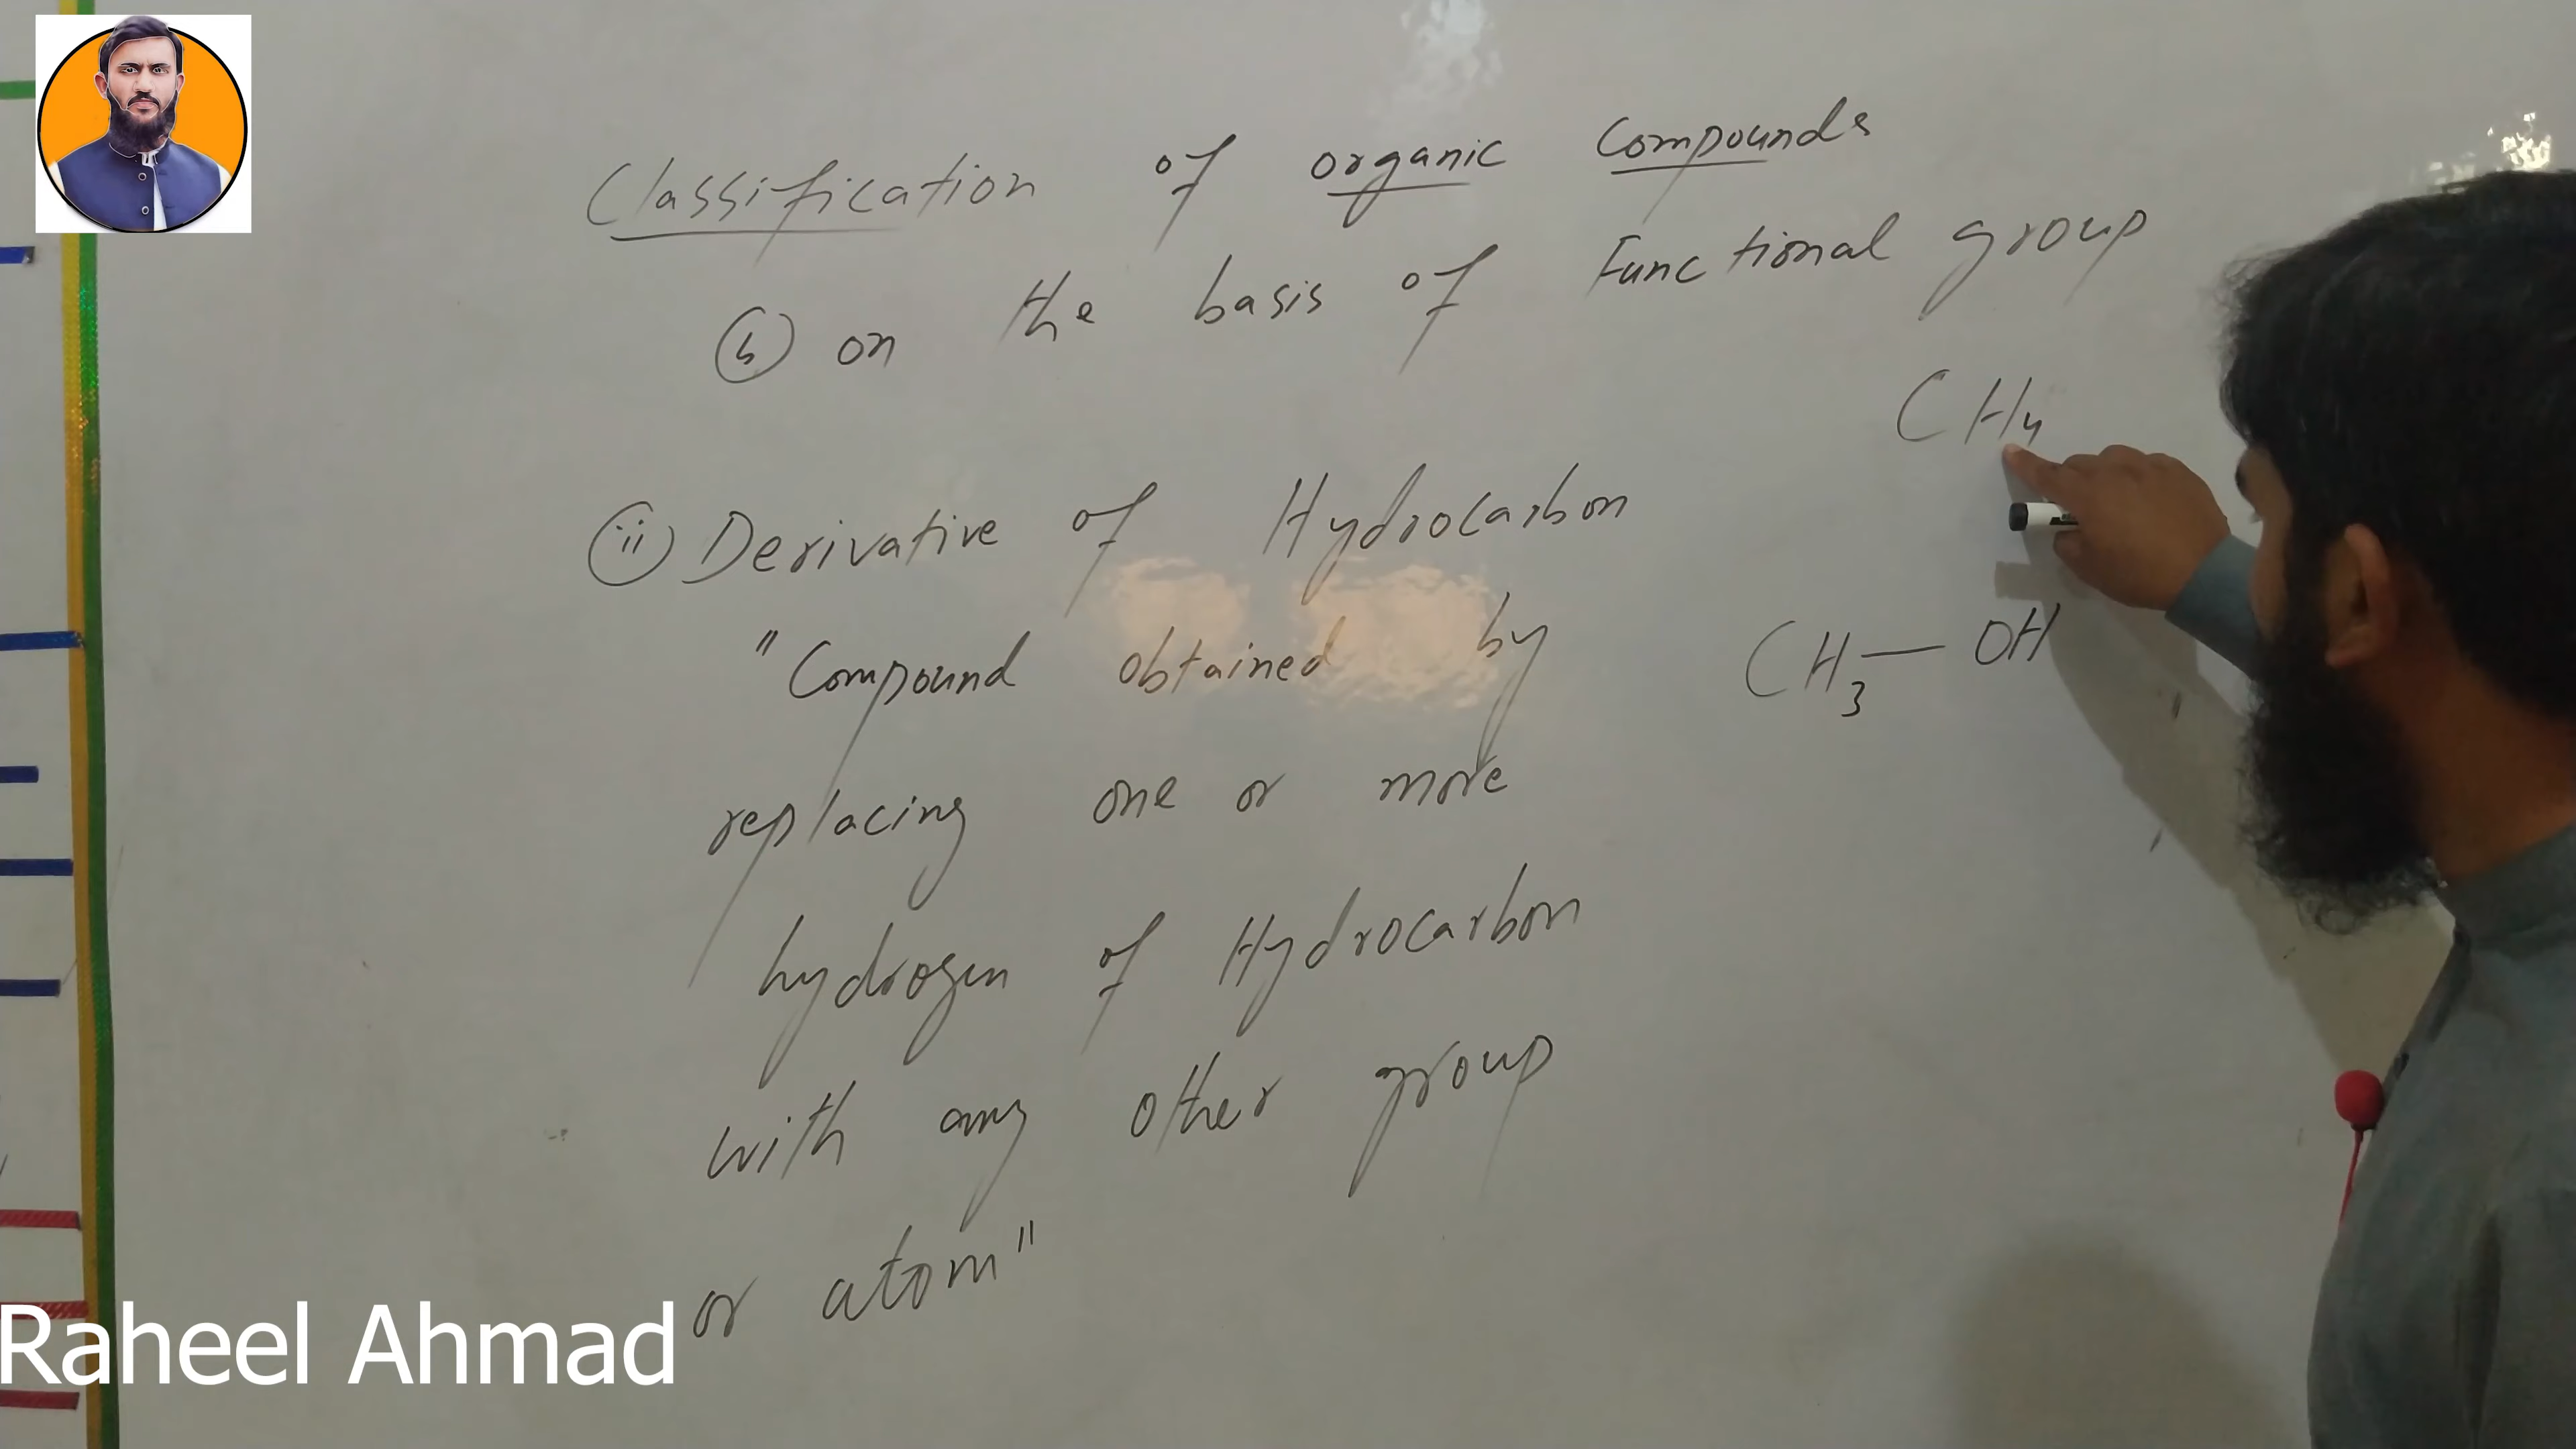 Classification of organic Compounds
(b) on the basis of Functional group
CH4
(ii) Derivative of Hydrocarbon
"Compound obtained by
CH3—OH
replacing one or more
hydrogen of Hydrocarbon
with any other group
or atom"
Raheel Ahmad